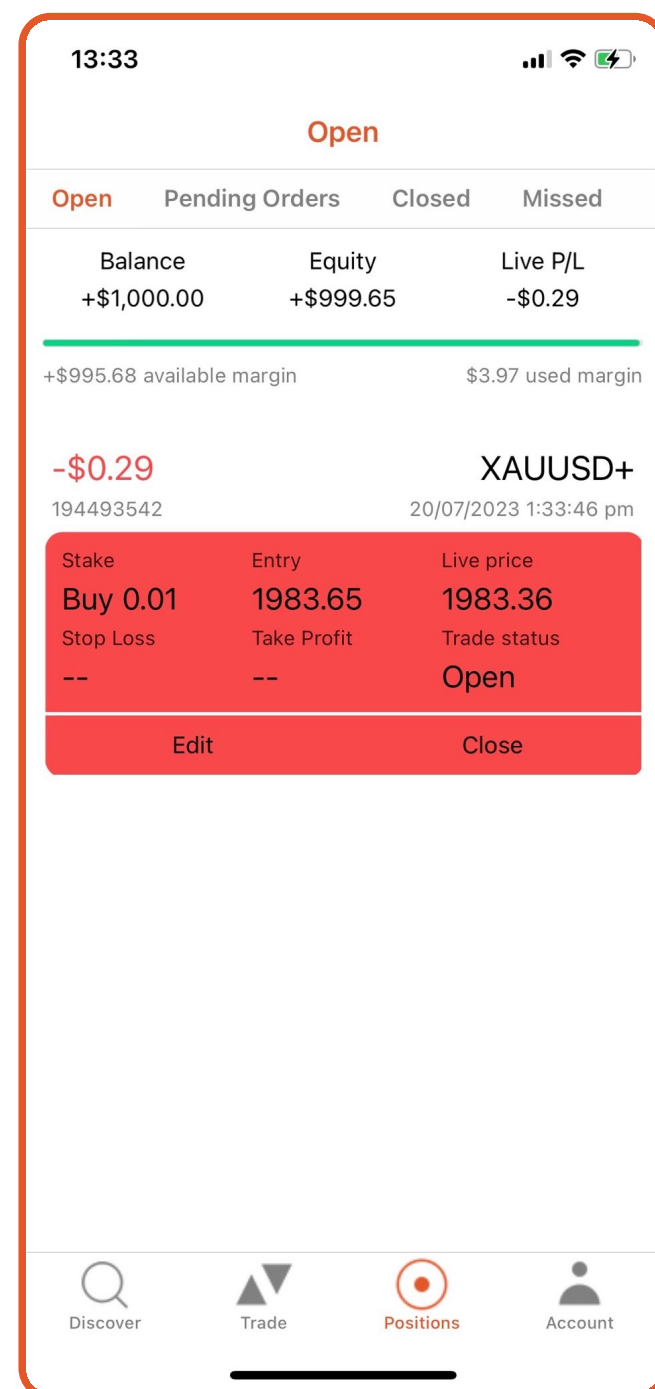 13:33
Open
Open Pending Orders Closed Missed
Balance Equity Live P/L
+$1,000.00 +$999.65 -$0.29
+$995.68 available margin $3.97 used margin
-$0.29 XAUUSD+
194493542 20/07/2023 1:33:46 pm
Stake Entry Live price
Buy 0.01 1983.65 1983.36
Stop Loss Take Profit Trade status
-- -- Open
Edit Close
Discover Trade Positions Account